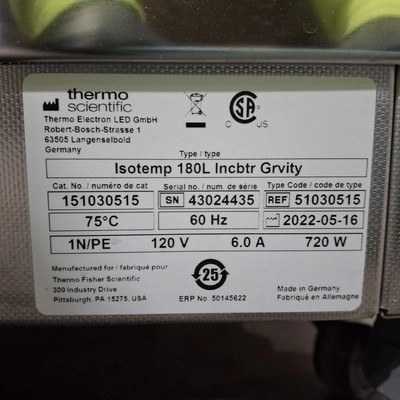 thermo
scientific
Thermo Electron LED GmbH
Robert-Bosch-Strasse 1
63505 Langenselbold
Germany
CSA
C US
Type / type
Isotemp 180L Incbtr Grvity
Cat. No. / numéro de cat
Serial no. / num. de série
Type Code / code de type
151030515
SN 43024435
REF 51030515
75°C
60 Hz
2022-05-16
1N/PE
120 V
6.0 A
720 W
Manufactured for / fabriqué pour
Thermo Fisher Scientific
300 Industry Drive
Pittsburgh, PA 15275, USA
25
ERP No. 50145622
Made in Germany
Fabriqué en Allemagne